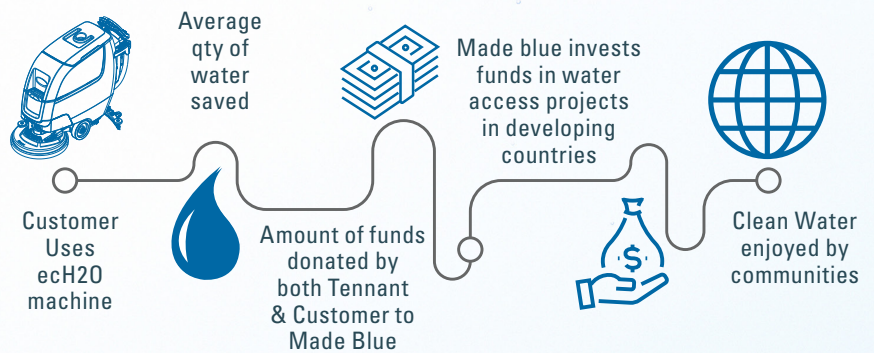 Customer
Uses
ecH2O
machine
Average
qty of
water
saved
Amount of funds
donated by
both Tennant
& Customer to
Made Blue
Made blue invests
funds in water
access projects
in developing
countries
$
Clean Water
enjoyed by
communities